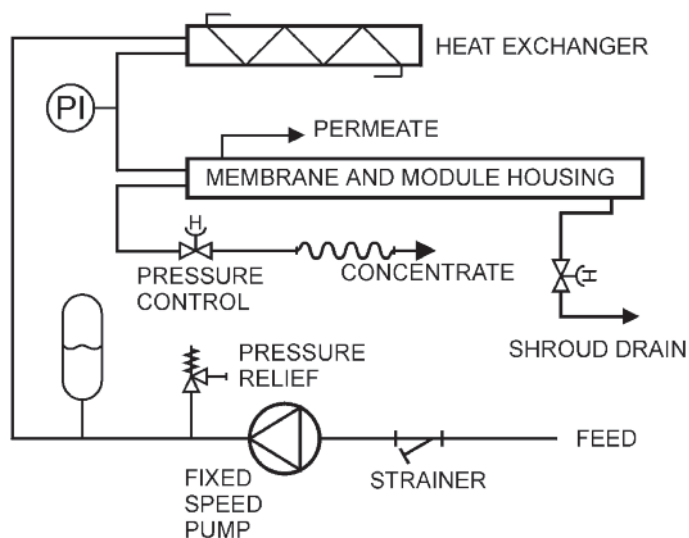 HEAT EXCHANGER
PI
PERMEATE
MEMBRANE AND MODULE HOUSING
H
PRESSURE
CONTROL
CONCENTRATE
H
SHROUD DRAIN
PRESSURE
RELIEF
FEED
STRAINER
FIXED
SPEED
PUMP